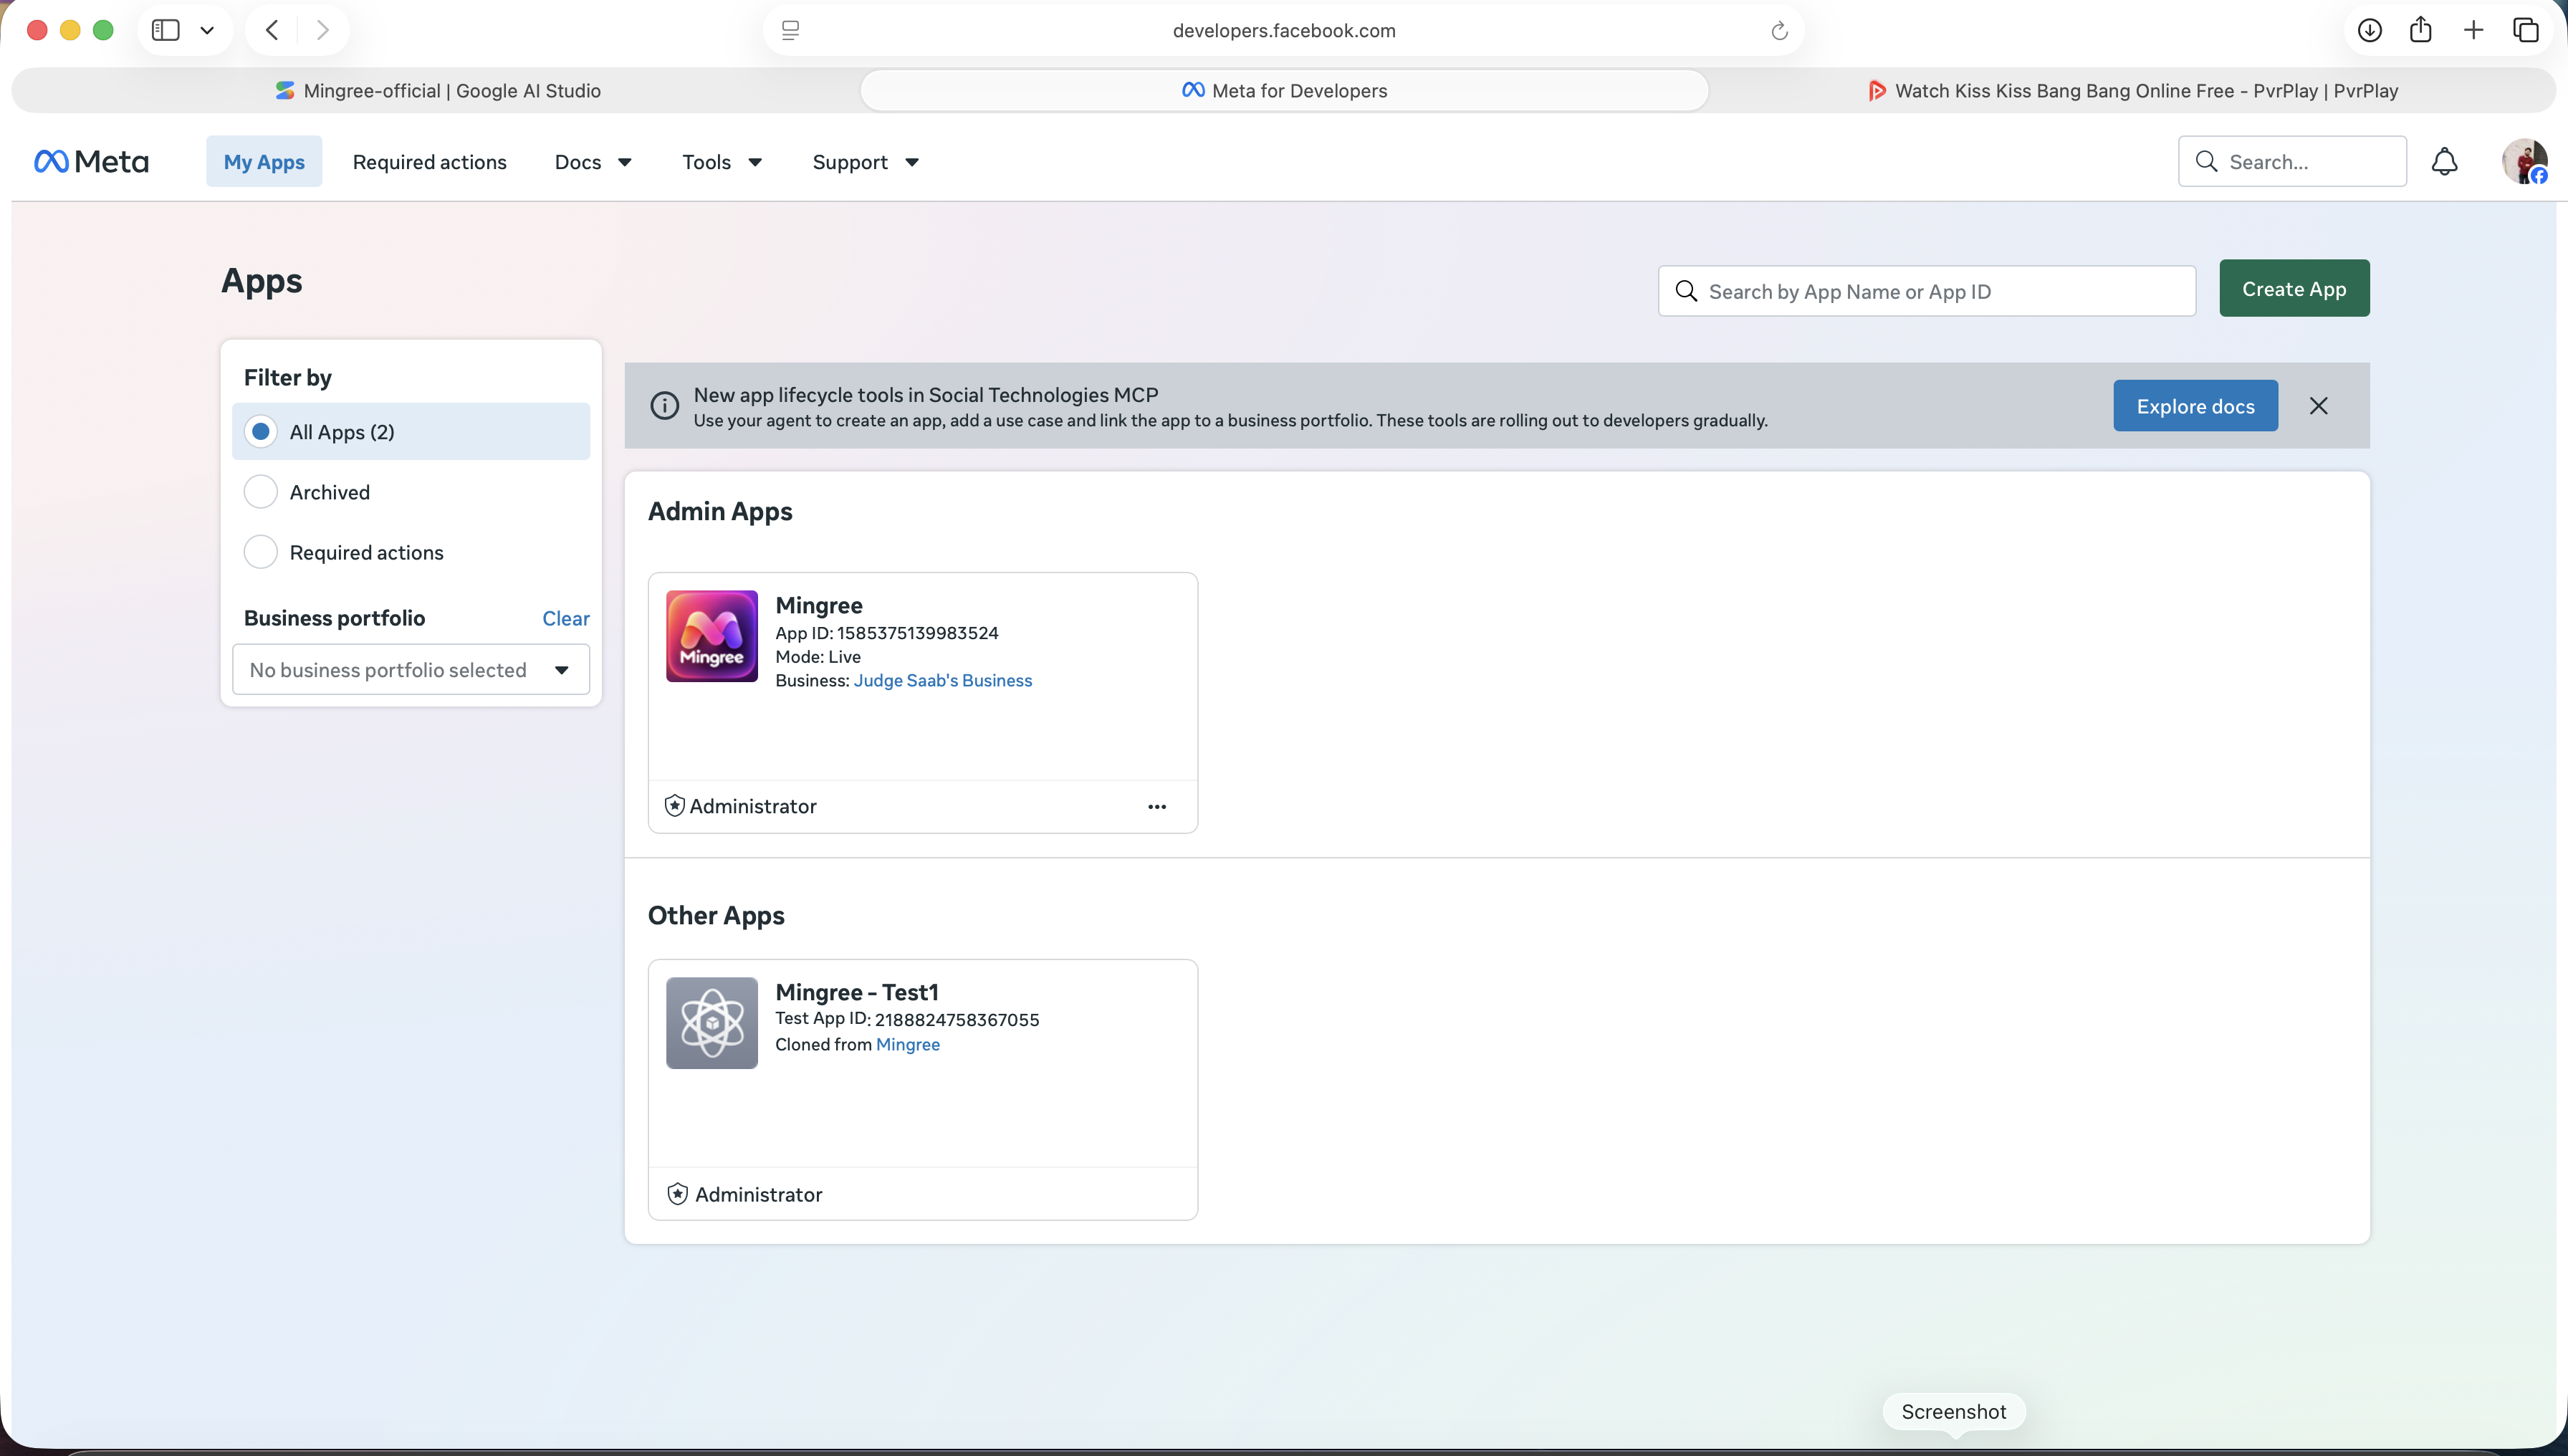 developers.facebook.com
Mingree-official | Google AI Studio
Meta for Developers
Watch Kiss Kiss Bang Bang Online Free - PvrPlay | PvrPlay
Meta
My Apps
Required actions
Docs
Tools
Support
Search...
Apps
Search by App Name or App ID
Create App
Filter by
All Apps (2)
Archived
Required actions
Business portfolio
Clear
No business portfolio selected
New app lifecycle tools in Social Technologies MCP
Use your agent to create an app, add a use case and link the app to a business portfolio. These tools are rolling out to developers gradually.
Explore docs
Admin Apps
Mingree
Mingree
App ID: 1585375139983524
Mode: Live
Business: Judge Saab's Business
Administrator
Other Apps
Mingree - Test1
Test App ID: 2188824758367055
Cloned from Mingree
Administrator
Screenshot